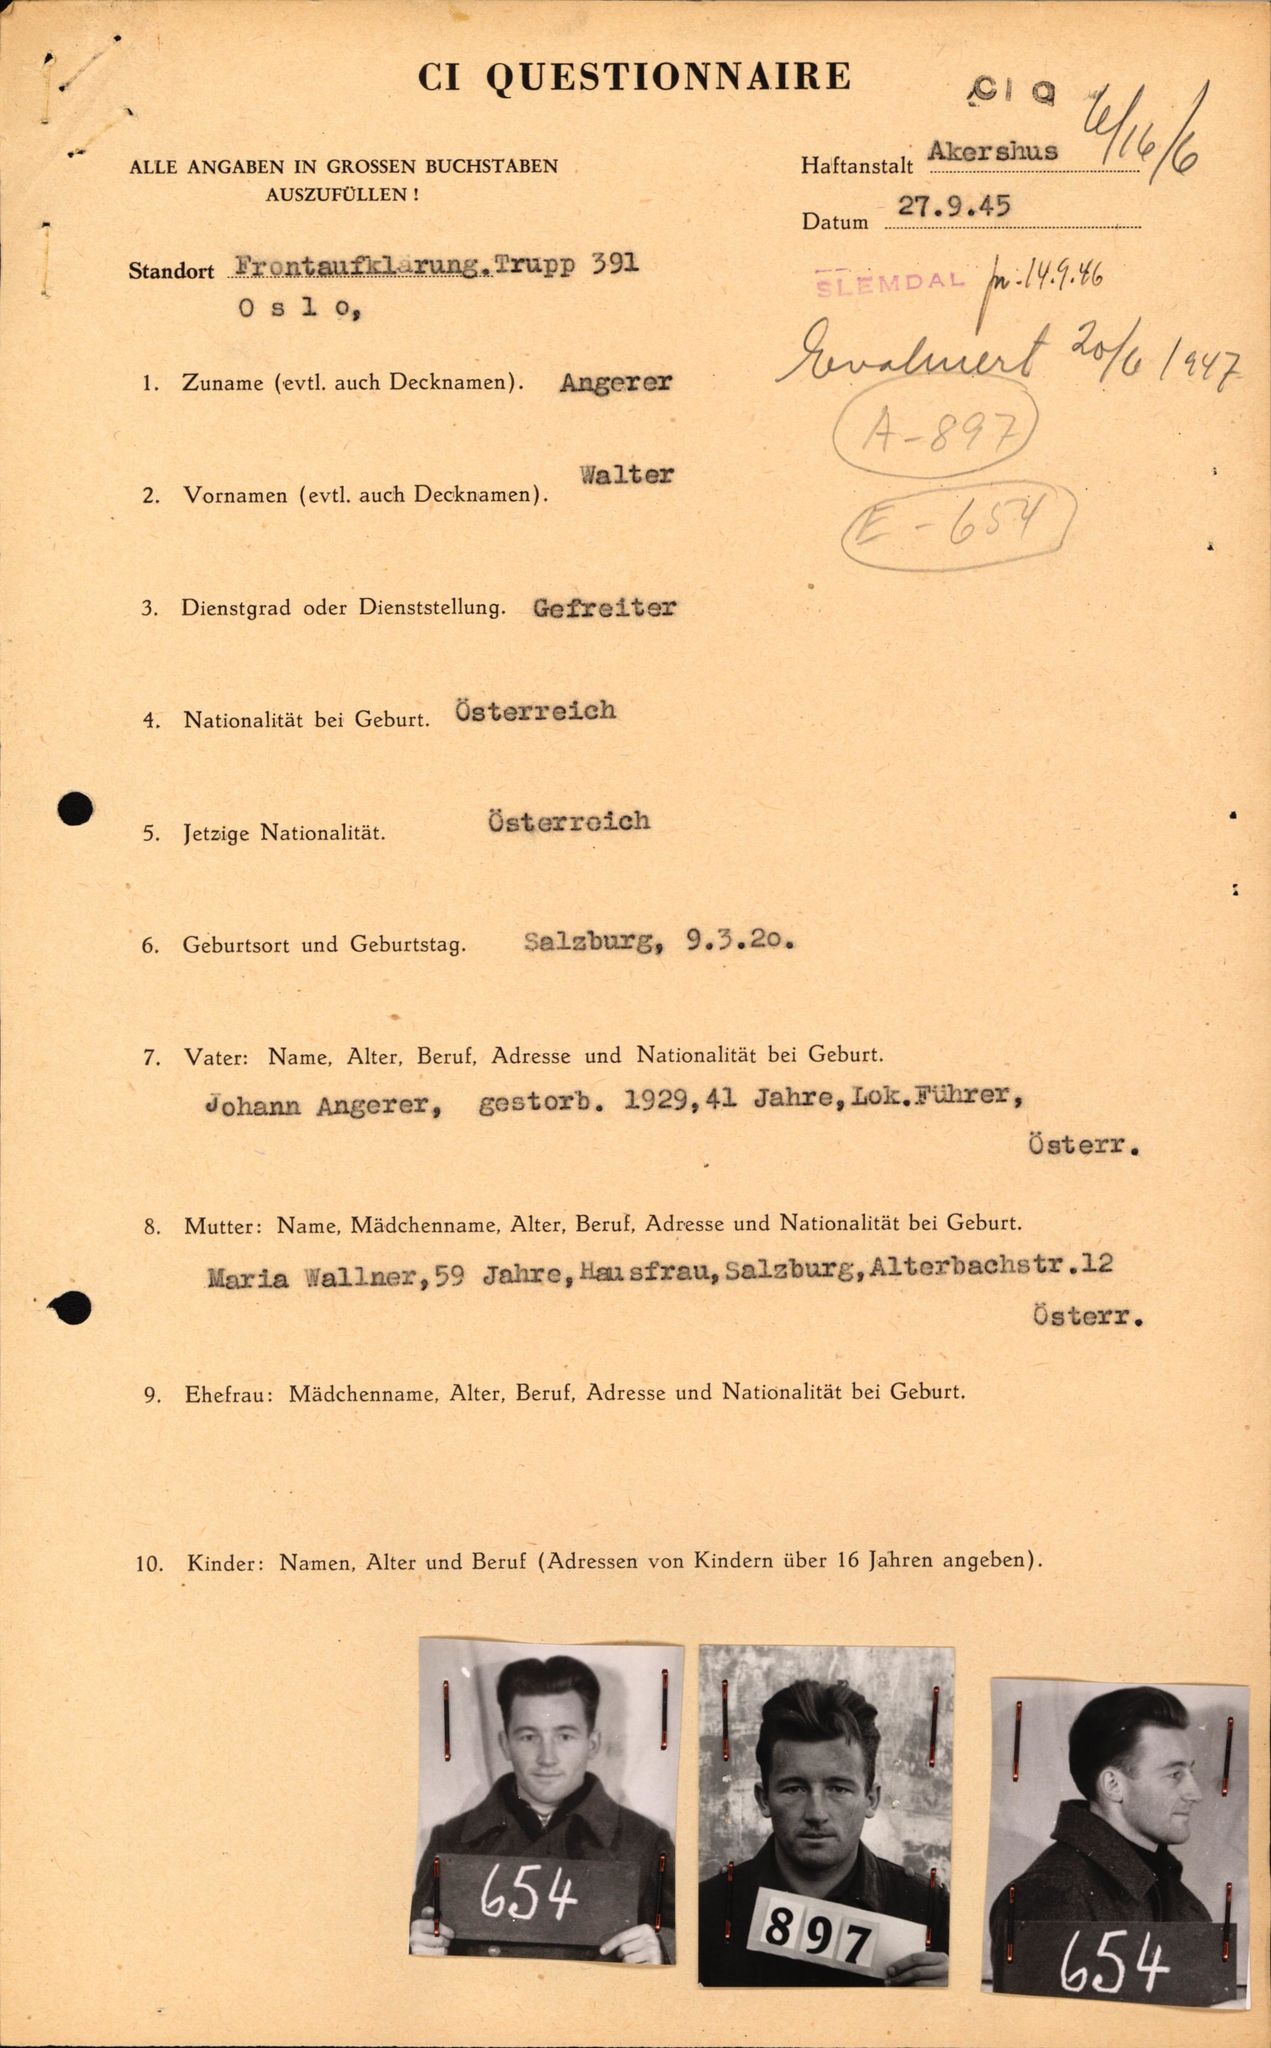 CI QUESTIONNAIRE
CIQ
ALLE ANGABEN IN GROSSEN BUCHSTABEN
AUSZUFÜLLEN!
Haftanstalt Akershus
Datum 27.9.45
Standort Frontaufklärung.Trupp 391
Oslo,
SLEMDAL 14.9.46
Evaluert 20/6 1947
1. Zuname (evtl. auch Decknamen). Angerer
A-897
2. Vornamen (evtl. auch Decknamen). Walter
E-654
3. Dienstgrad oder Dienststellung. Gefreiter
4. Nationalität bei Geburt. Österreich
5. Jetzige Nationalität. Österreich
6. Geburtsort und Geburtstag. Salzburg, 9.3.20.
7. Vater: Name, Alter, Beruf, Adresse und Nationalität bei Geburt.
Johann Angerer, gestorb. 1929,41 Jahre,Lok.Führer,
Österr.
8. Mutter: Name, Mädchenname, Alter, Beruf, Adresse und Nationalität bei Geburt.
Maria Wallner,59 Jahre,Hausfrau,Salzburg,Alterbachstr.12
Österr.
9. Ehefrau: Mädchenname, Alter, Beruf, Adresse und Nationalität bei Geburt.
10. Kinder: Namen, Alter und Beruf (Adressen von Kindern über 16 Jahren angeben).
654
897
654